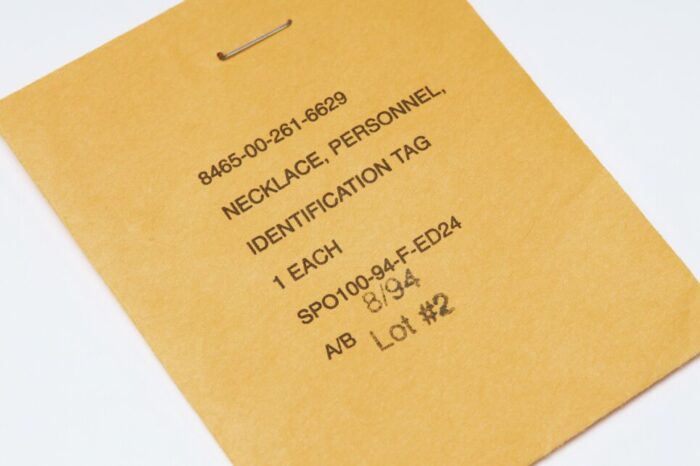 8465-00-261-6629
NECKLACE, PERSONNEL,
IDENTIFICATION TAG
1 EACH
SPO100-94-F-ED24
A/B 8/94
Lot #2